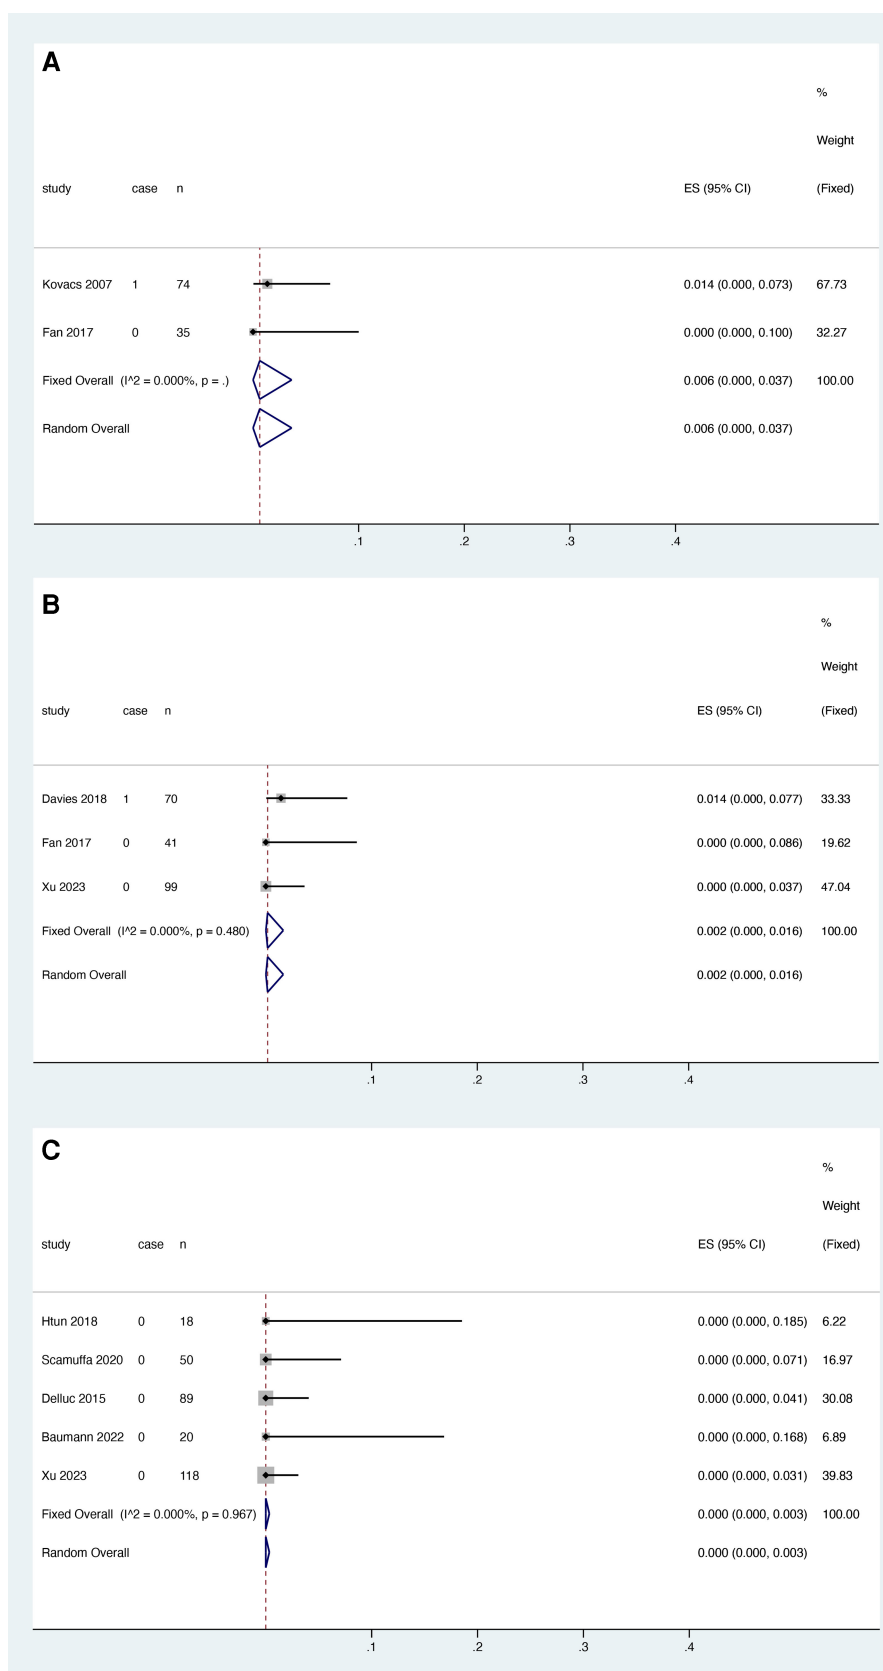 A
%
Weight
study case n ES (95% CI) (Fixed)
Kovacs 2007 1 74 0.014 (0.000, 0.073) 67.73
Fan 2017 0 35 0.000 (0.000, 0.100) 32.27
Fixed Overall (I^2 = 0.000%, p = .) 0.006 (0.000, 0.037) 100.00
Random Overall 0.006 (0.000, 0.037)
.1 .2 .3 .4
B
%
Weight
study case n ES (95% CI) (Fixed)
Davies 2018 1 70 0.014 (0.000, 0.077) 33.33
Fan 2017 0 41 0.000 (0.000, 0.086) 19.62
Xu 2023 0 99 0.000 (0.000, 0.037) 47.04
Fixed Overall (I^2 = 0.000%, p = 0.480) 0.002 (0.000, 0.016) 100.00
Random Overall 0.002 (0.000, 0.016)
.1 .2 .3 .4
C
%
Weight
study case n ES (95% CI) (Fixed)
Htun 2018 0 18 0.000 (0.000, 0.185) 6.22
Scamuffa 2020 0 50 0.000 (0.000, 0.071) 16.97
Delluc 2015 0 89 0.000 (0.000, 0.041) 30.08
Baumann 2022 0 20 0.000 (0.000, 0.168) 6.89
Xu 2023 0 118 0.000 (0.000, 0.031) 39.83
Fixed Overall (I^2 = 0.000%, p = 0.967) 0.000 (0.000, 0.003) 100.00
Random Overall 0.000 (0.000, 0.003)
.1 .2 .3 .4